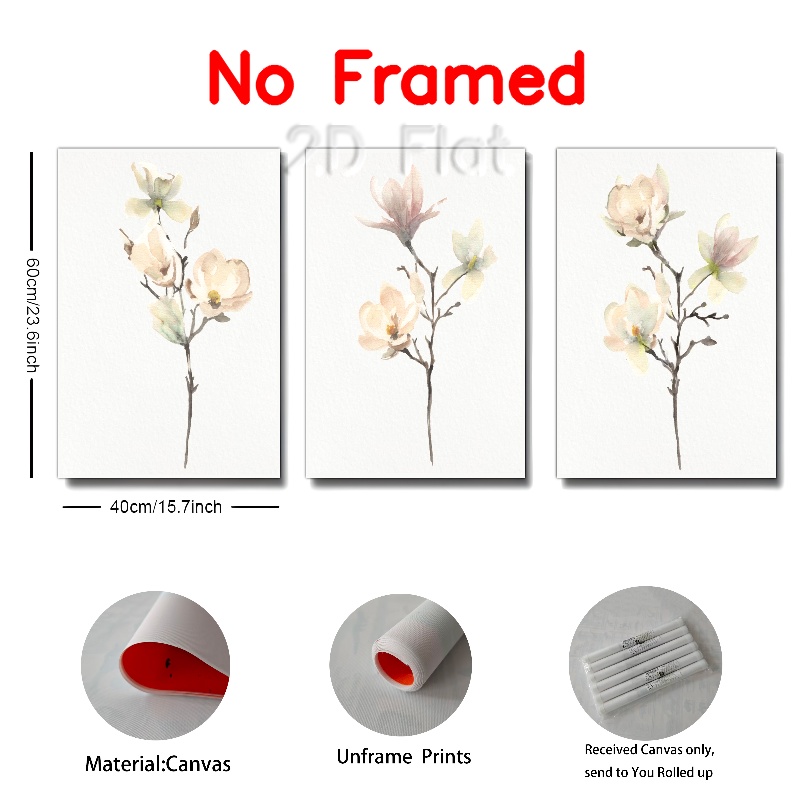 No Framed
2D Flat
60cm/23.6inch
40cm/15.7inch
Material:Canvas
Unframe Prints
Received Canvas only,
send to You Rolled up